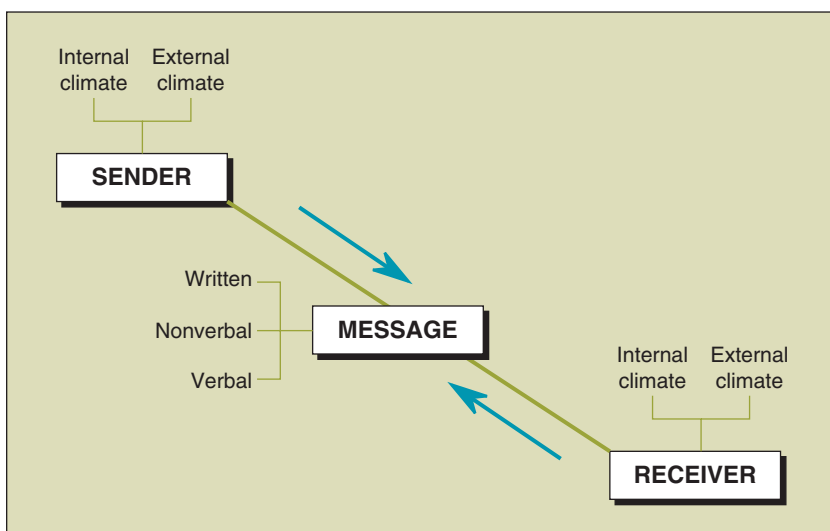 Internal climate
External climate
SENDER
Written
Nonverbal
Verbal
MESSAGE
Internal climate
External climate
RECEIVER